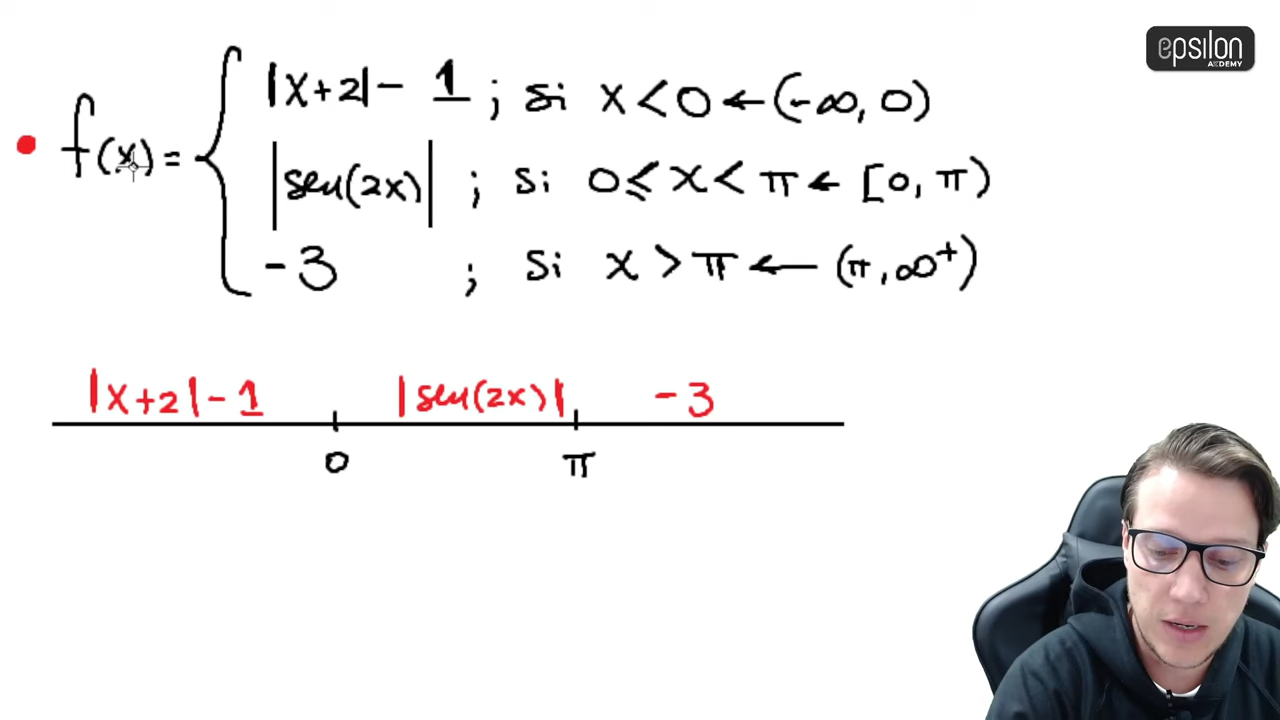 epsilon
AXDEMY
f(x) = { |x+2| - 1 ; si x < 0 ← (-∞, 0)
|sen(2x)| ; si 0 ≤ x < π ← [0, π)
-3 ; si x > π ← (π, ∞⁺)
|x+2| - 1 |sen(2x)| -3
0 π